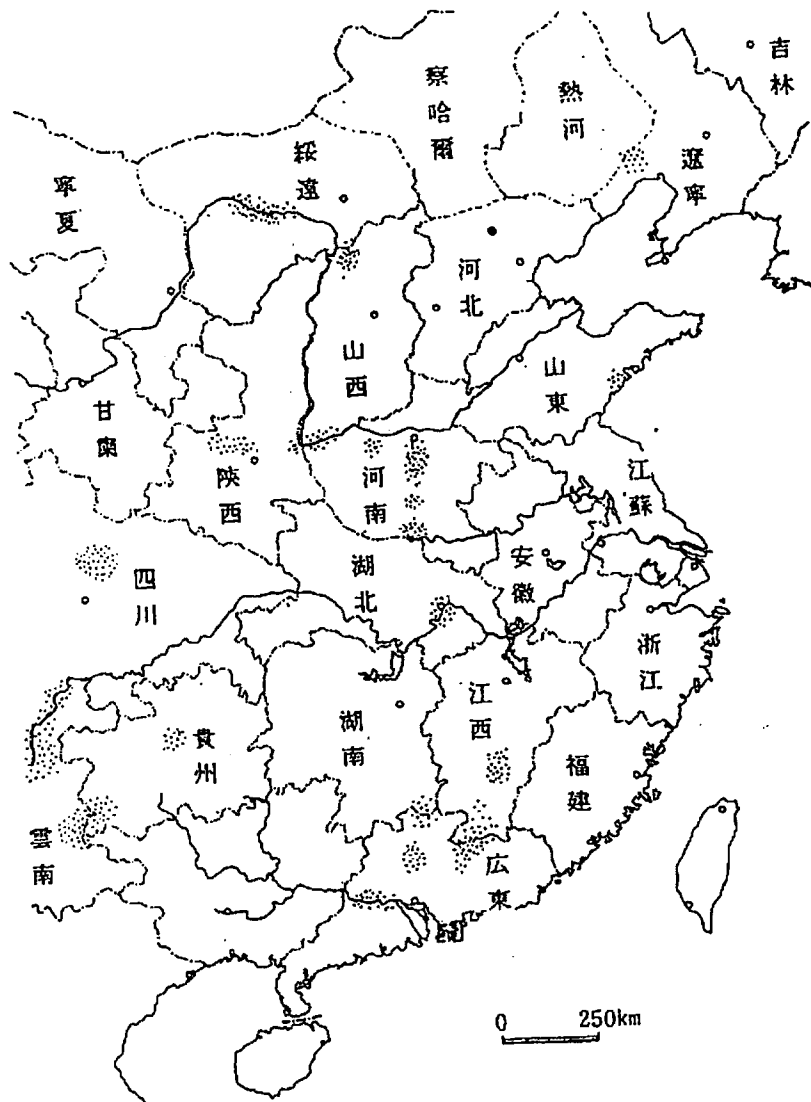 吉林
察哈爾
熱河
綏遠
遼寧
寧夏
河北
山西
山東
甘肅
陝西
河南
江蘇
四川
湖北
安徽
浙江
江西
湖南
貴州
福建
雲南
広東
0 250km